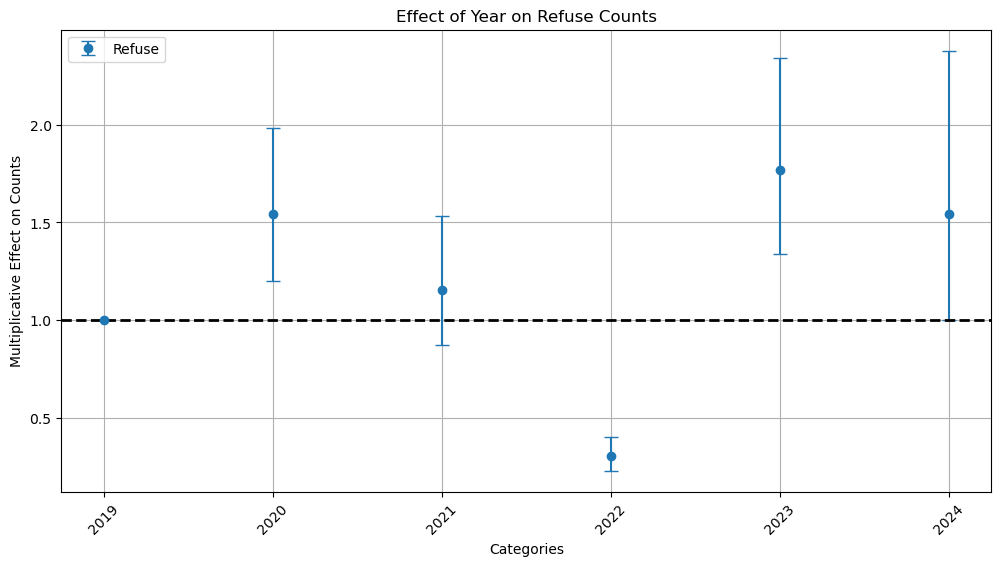 Effect of Year on Refuse Counts
Refuse
Multiplicative Effect on Counts
2.0
1.5
1.0
0.5
2019
2020
2021
2022
2023
2024
Categories